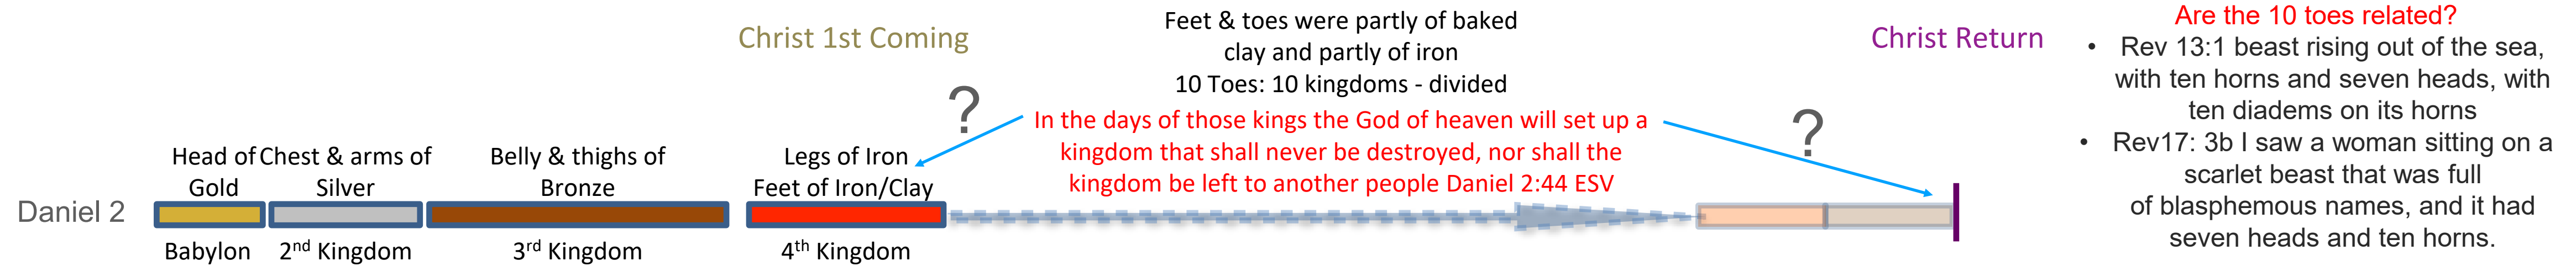 Christ 1st Coming
Feet & toes were partly of baked
clay and partly of iron
10 Toes: 10 kingdoms - divided
Christ Return
Are the 10 toes related?
• Rev 13:1 beast rising out of the sea,
with ten horns and seven heads, with
ten diadems on its horns
• Rev17: 3b I saw a woman sitting on a
scarlet beast that was full
of blasphemous names, and it had
seven heads and ten horns.
?
In the days of those kings the God of heaven will set up a
kingdom that shall never be destroyed, nor shall the
kingdom be left to another people Daniel 2:44 ESV
?
Head of
Gold
Chest & arms of
Silver
Belly & thighs of
Bronze
Legs of Iron
Feet of Iron/Clay
Daniel 2
Babylon
2nd Kingdom
3rd Kingdom
4th Kingdom